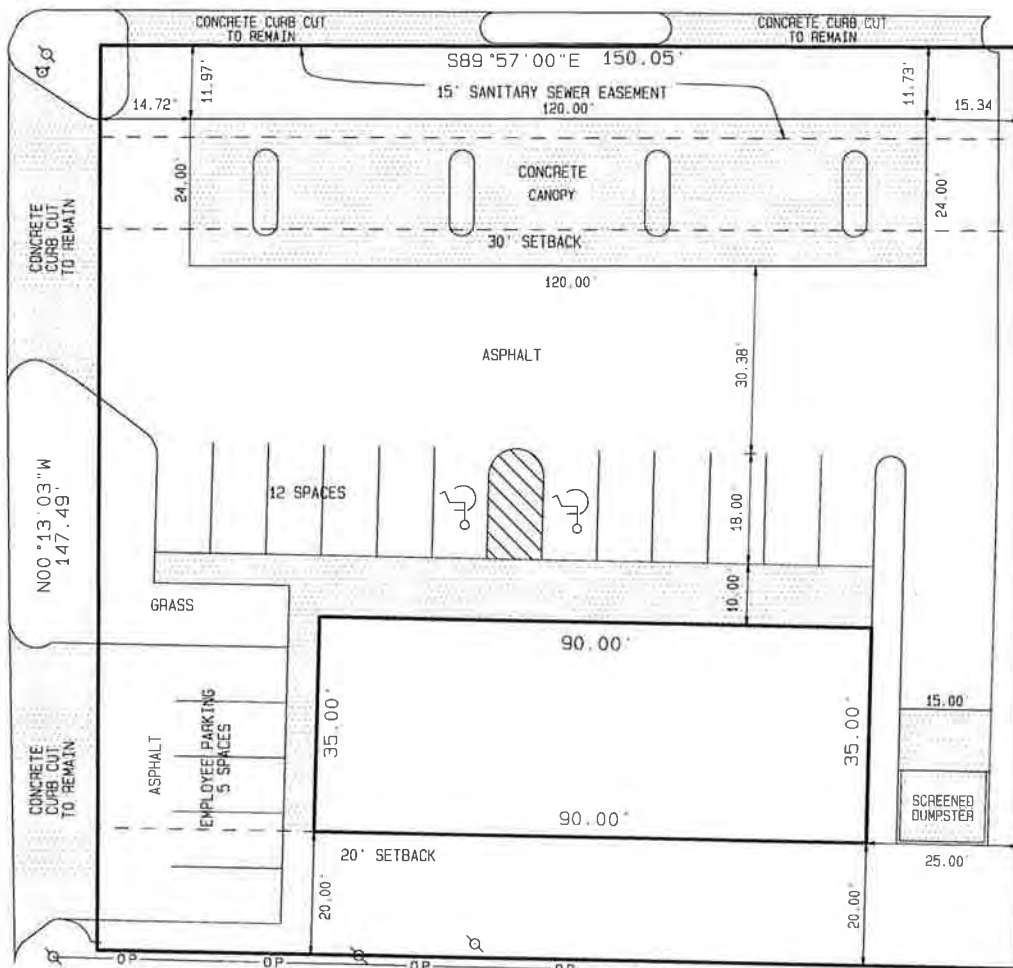 CONCRETE CURB CUT
TO REMAIN
CONCRETE CURB CUT
TO REMAIN
S89°57'00"E 150.05'
11.97'
11.73'
15' SANITARY SEWER EASEMENT
14.72'
120.00'
15.34
24.00'
CONCRETE
CANOPY
24.00'
CONCRETE
CURB CUT
TO REMAIN
30' SETBACK
120.00'
ASPHALT
30.38'
12 SPACES
18.00'
N00°13'03"W
147.49'
10.00'
GRASS
90.00'
35.00'
35.00'
15.00'
CONCRETE
CURB CUT
TO REMAIN
ASPHALT
EMPLOYEE PARKING
5 SPACES
SCREENED
DUMPSTER
90.00'
20' SETBACK
25.00'
20.00'
20.00'
OP OP OP OP